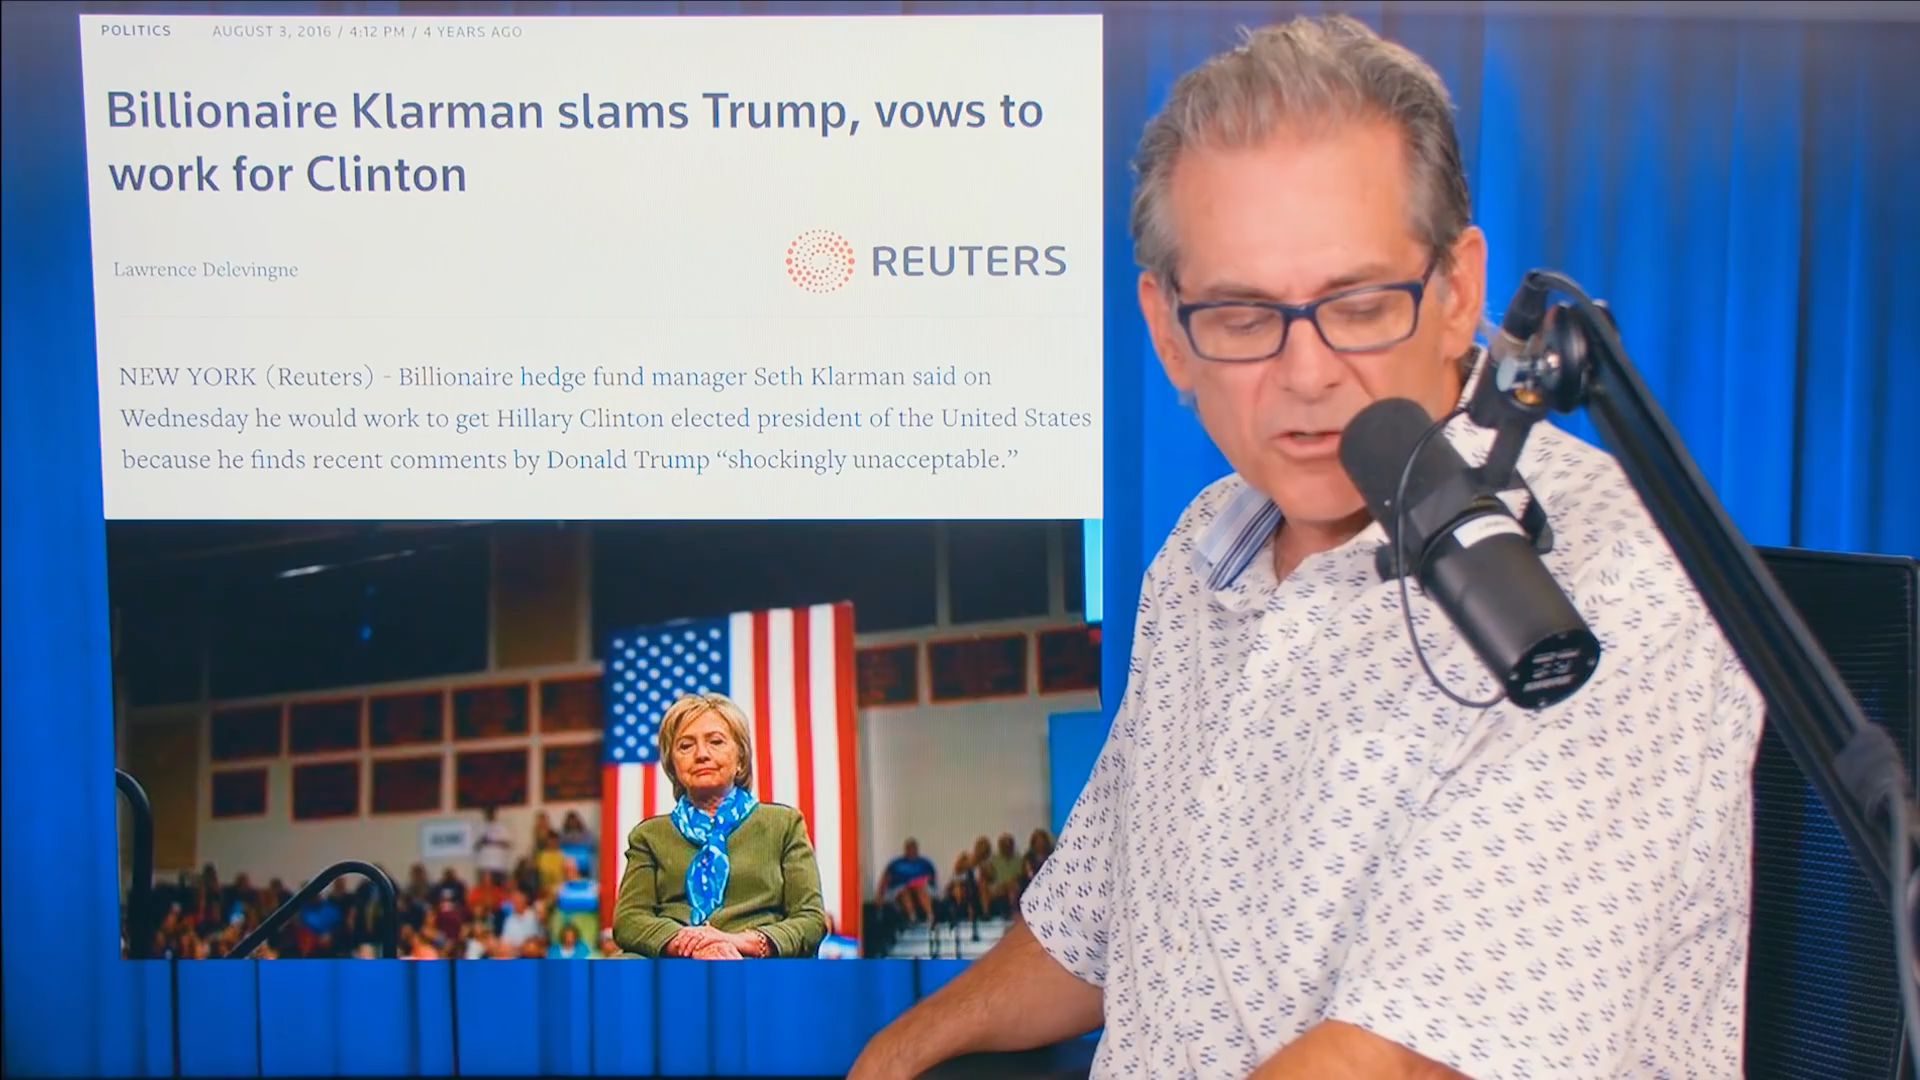 POLITICS AUGUST 3, 2016 / 4:12 PM / 4 YEARS AGO
Billionaire Klarman slams Trump, vows to
work for Clinton
Lawrence Delevingne
REUTERS
NEW YORK (Reuters) - Billionaire hedge fund manager Seth Klarman said on
Wednesday he would work to get Hillary Clinton elected president of the United States
because he finds recent comments by Donald Trump “shockingly unacceptable.”